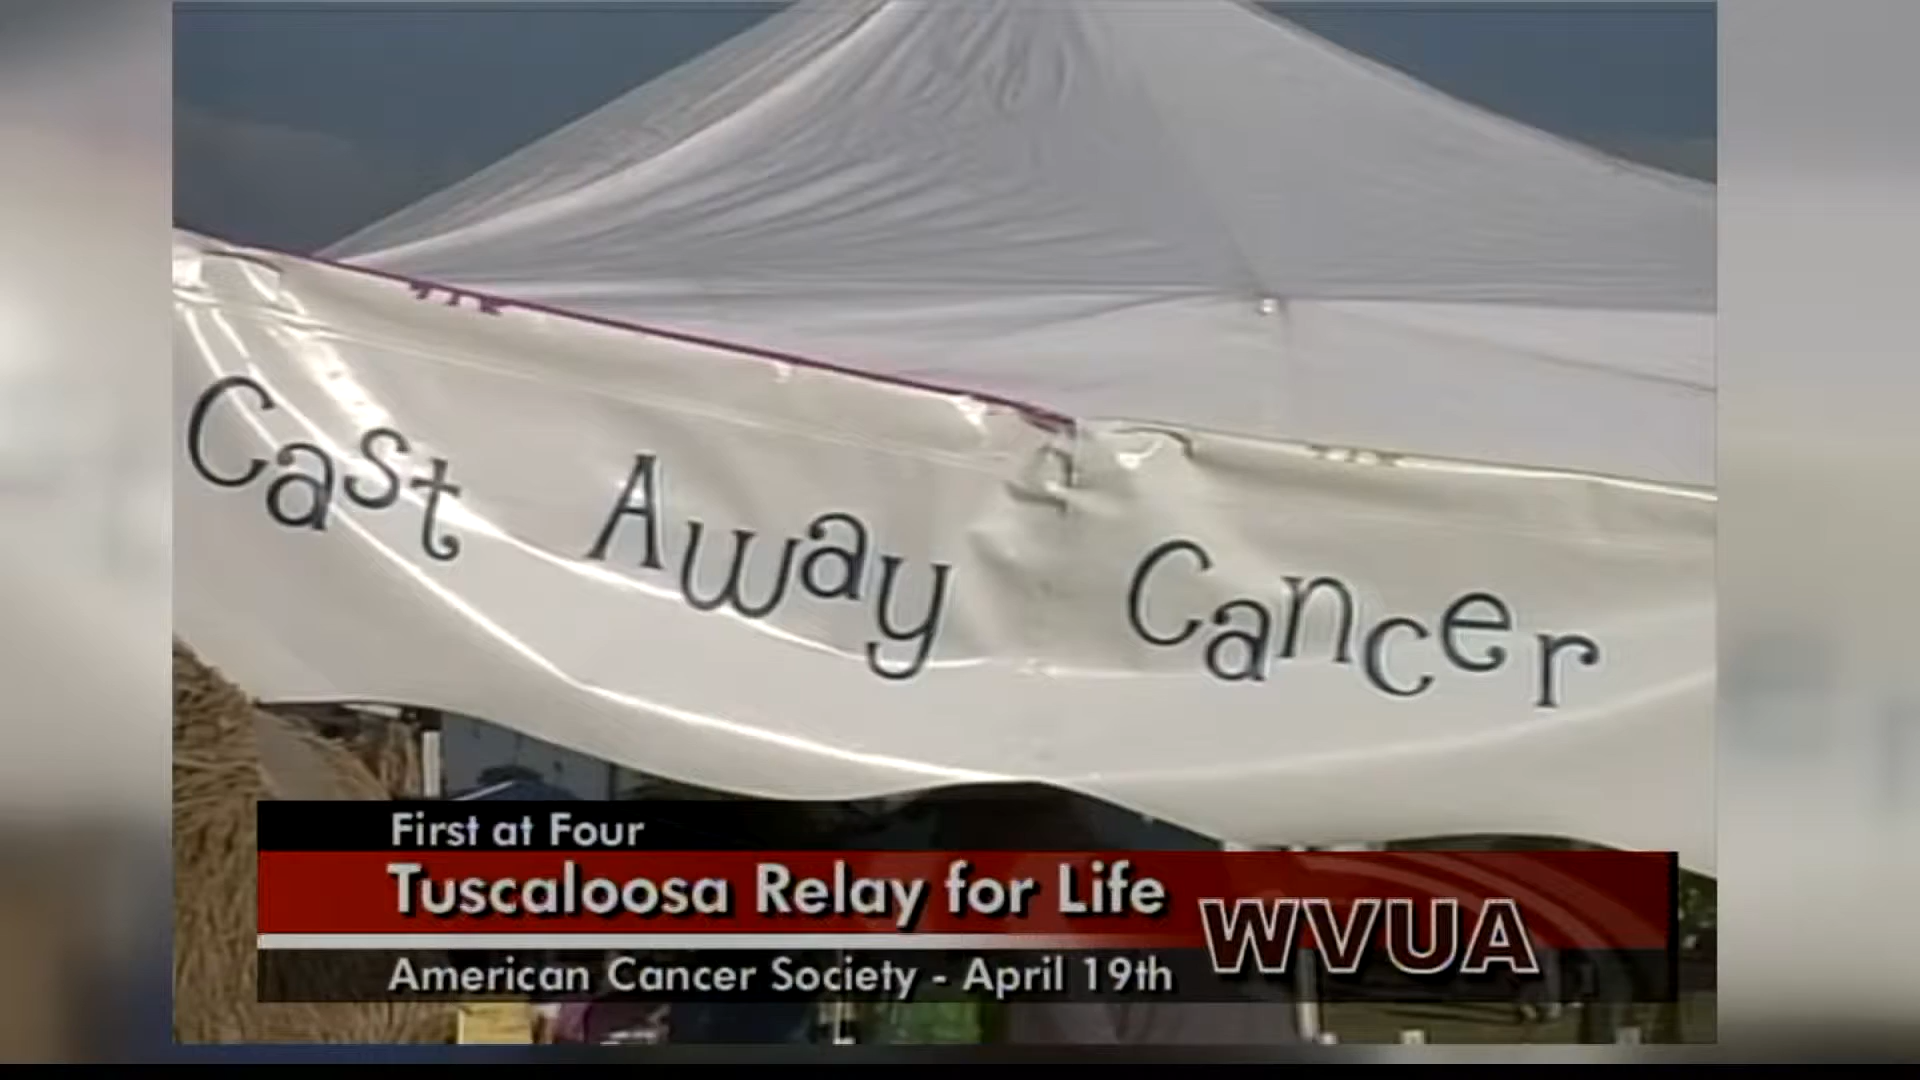 Cast Away Cancer
First at Four
Tuscaloosa Relay for Life
WVUA
American Cancer Society - April 19th